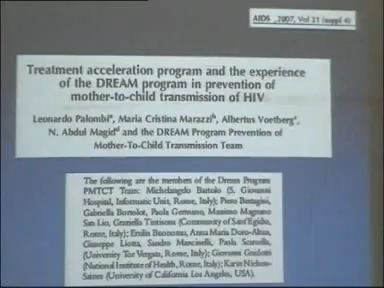 AIDS, 2007, Vol 21 (suppl 4)
Treatment acceleration program and the experience
of the DREAM program in prevention of
mother-to-child transmission of HIV
Leonardo Palombiᵃ, Maria Cristina Marazziᵇ, Albertus Voetbergᶜ,
N. Abdul Magidᵈ and the DREAM Program Prevention of
Mother-To-Child Transmission Team
The following are the members of the Dream Program
PMTCT Team: Michelangelo Bartolo (S. Giovanni
Hospital, Informatic Unit, Rome, Italy); Piero Bestagini,
Gabriella Bortolot, Paola Germano, Massimo Magnano
San Lio, Graziella (Community of Sant'Egidio,
Rome, Italy); Ersilia Buonomo, Anna Maria Doro-Altan,
Giuseppe Liotta, Sandro Mancinelli, Paola Scarcella,
(University Tor Vergata, Rome, Italy); Giovanni Guidotti
(National Institute of Health, Rome, Italy); Karin Nielsen-
Saines (University of California Los Angeles, USA).